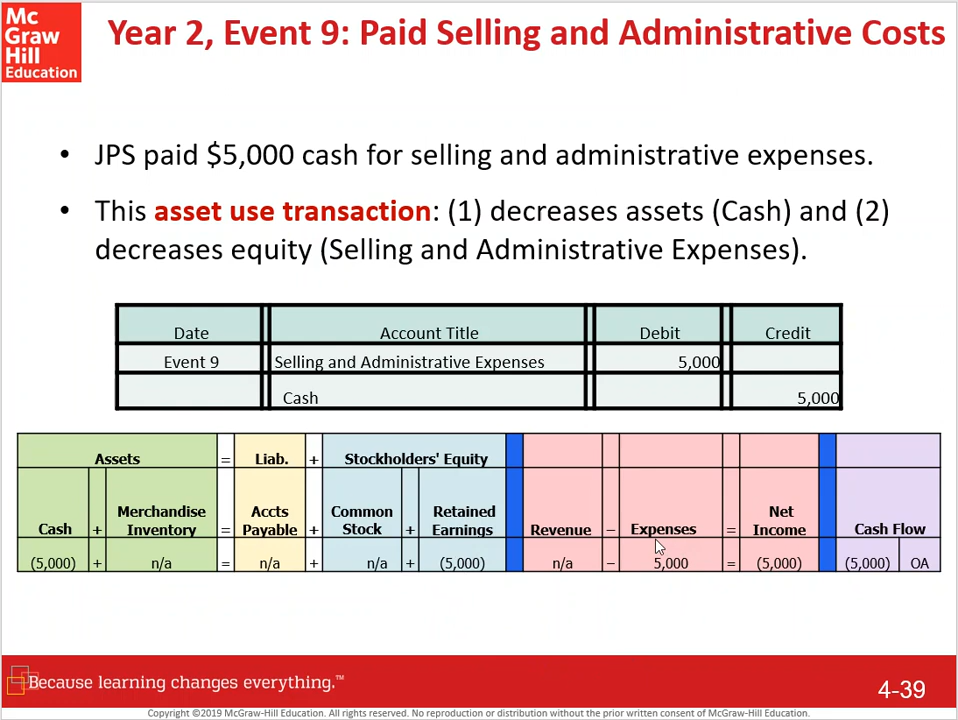 Mc
Graw
Hill
Education
Year 2, Event 9: Paid Selling and Administrative Costs
• JPS paid $5,000 cash for selling and administrative expenses.
• This asset use transaction: (1) decreases assets (Cash) and (2)
decreases equity (Selling and Administrative Expenses).
Date Account Title Debit Credit
Event 9 Selling and Administrative Expenses 5,000
Cash 5,000
Assets = Liab. + Stockholders' Equity
Cash + Merchandise Inventory = Accts Payable + Common Stock + Retained Earnings Revenue – Expenses = Net Income Cash Flow
(5,000) + n/a = n/a + n/a + (5,000) n/a – 5,000 = (5,000) (5,000) OA
Because learning changes everything.™
4-39
Copyright ©2019 McGraw-Hill Education. All rights reserved. No reproduction or distribution without the prior written consent of McGraw-Hill Education.